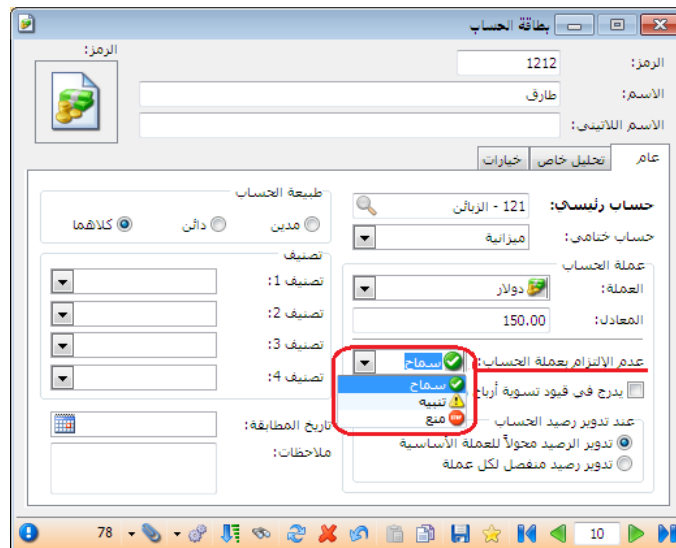 بطاقة الحساب
الرمز: 1212
الرمز:
الاسم: طارق
الاسم اللاتيني:
عام
تحليل خاص
خيارات
حساب رئيسي: 121 - الزبائن
حساب ختامي: ميزانية
عملة الحساب
العملة: دولار
المعادل: 150.00
عدم الإلتزام بعملة الحساب: سماح
سماح
تنبيه
منع
يدرج في قيود تسوية أرباح
عند تدوير رصيد الحساب
تدوير الرصيد محولاً للعملة الأساسية
تدوير رصيد منفصل لكل عملة
طبيعة الحساب
مدين
دائن
كلاهما
تصنيف
تصنيف 1:
تصنيف 2:
تصنيف 3:
تصنيف 4:
تاريخ المطابقة:
ملاحظات:
10
78